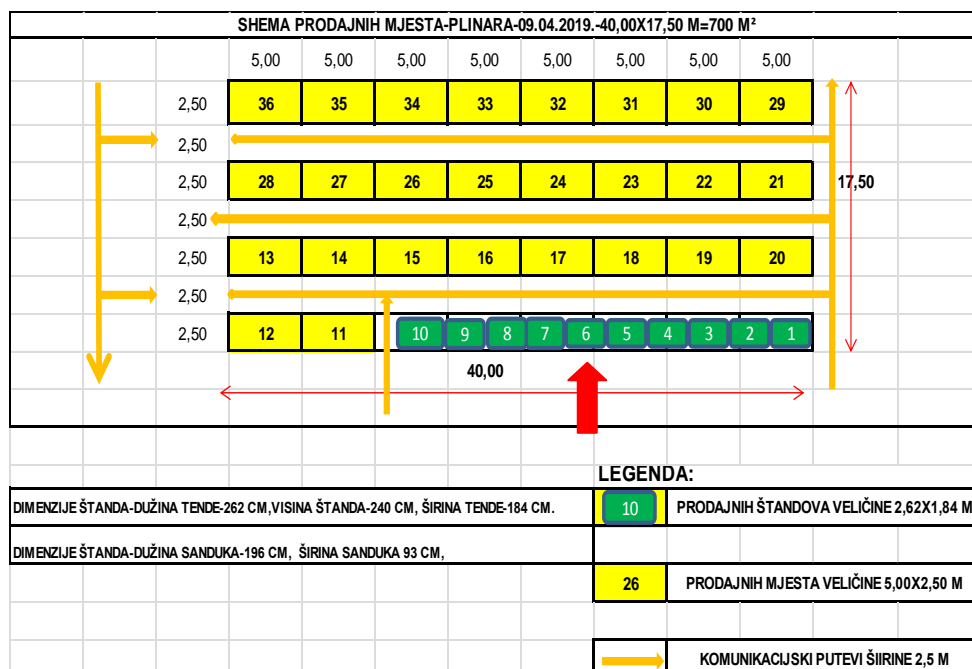 SHEMA PRODAJNIH MJESTA-PLINARA-09.04.2019.-40,00X17,50 M=700 M²
5,00 5,00 5,00 5,00 5,00 5,00 5,00 5,00
2,50 36 35 34 33 32 31 30 29
2,50
2,50 28 27 26 25 24 23 22 21 17,50
2,50
2,50 13 14 15 16 17 18 19 20
2,50
2,50 12 11 10 9 8 7 6 5 4 3 2 1
40,00
LEGENDA:
DIMENZIJE ŠTANDA-DUŽINA TENDE-262 CM,VISINA ŠTANDA-240 CM, ŠIRINA TENDE-184 CM. 10 PRODAJNIH ŠTANDOVA VELIČINE 2,62X1,84 M
DIMENZIJE ŠTANDA-DUŽINA SANDUKA-196 CM, ŠIRINA SANDUKA 93 CM,
26 PRODAJNIH MJESTA VELIČINE 5,00X2,50 M
KOMUNIKACIJSKI PUTEVI ŠIIRINE 2,5 M